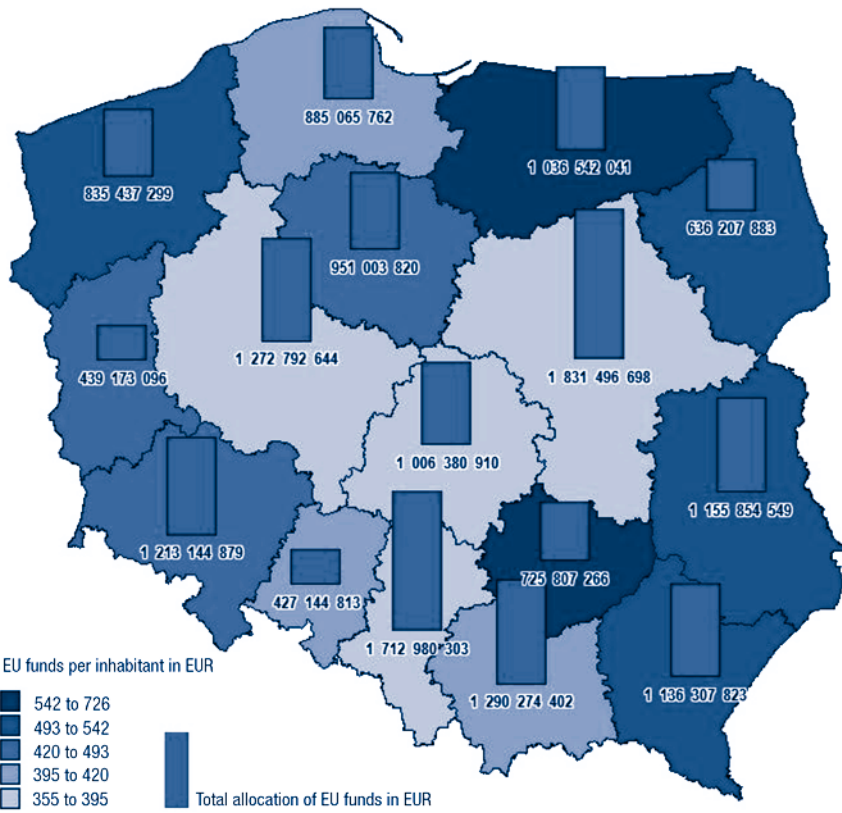 885 065 762
835 437 299
1 036 542 041
636 207 883
951 003 820
1 272 792 644
439 173 096
1 831 496 698
1 006 380 910
1 155 854 549
1 213 144 879
725 807 266
427 144 813
1 712 980 303
1 290 274 402
1 136 307 823
EU funds per inhabitant in EUR
542 to 726
493 to 542
420 to 493
395 to 420
355 to 395
Total allocation of EU funds in EUR